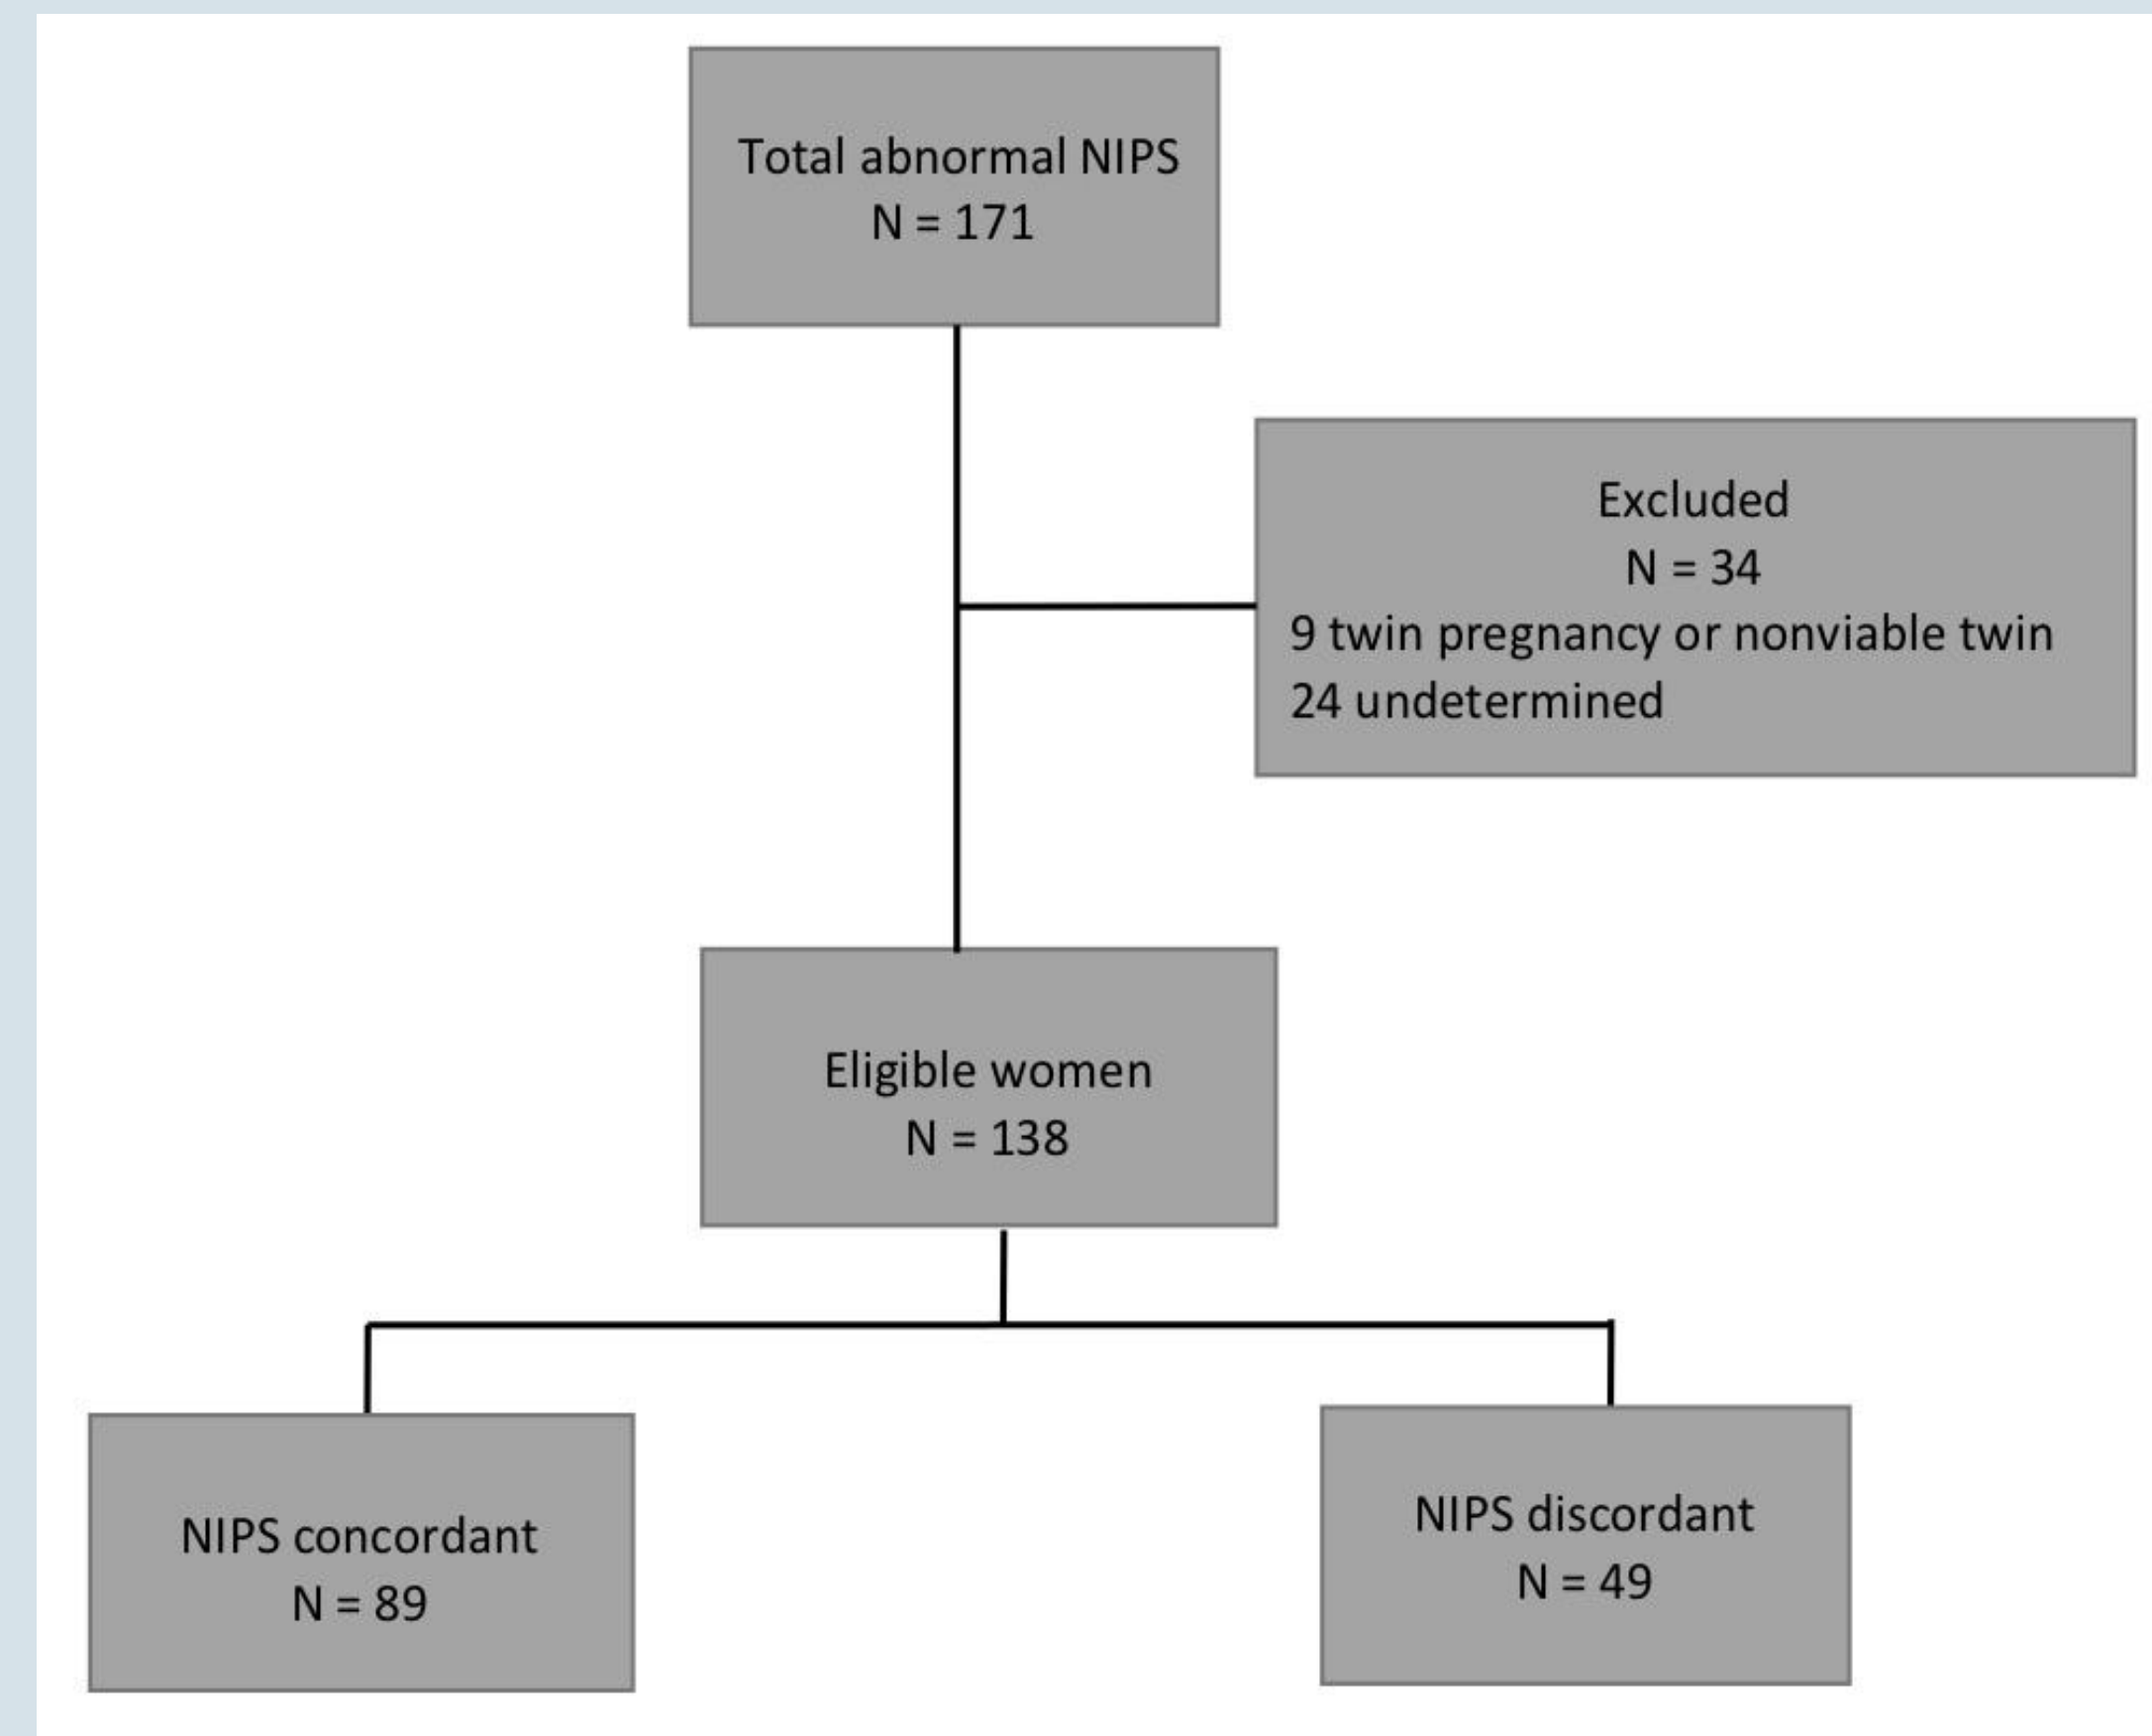 Total abnormal NIPS
N = 171
Excluded
N = 34
9 twin pregnancy or nonviable twin
24 undetermined
Eligible women
N = 138
NIPS concordant
N = 89
NIPS discordant
N = 49